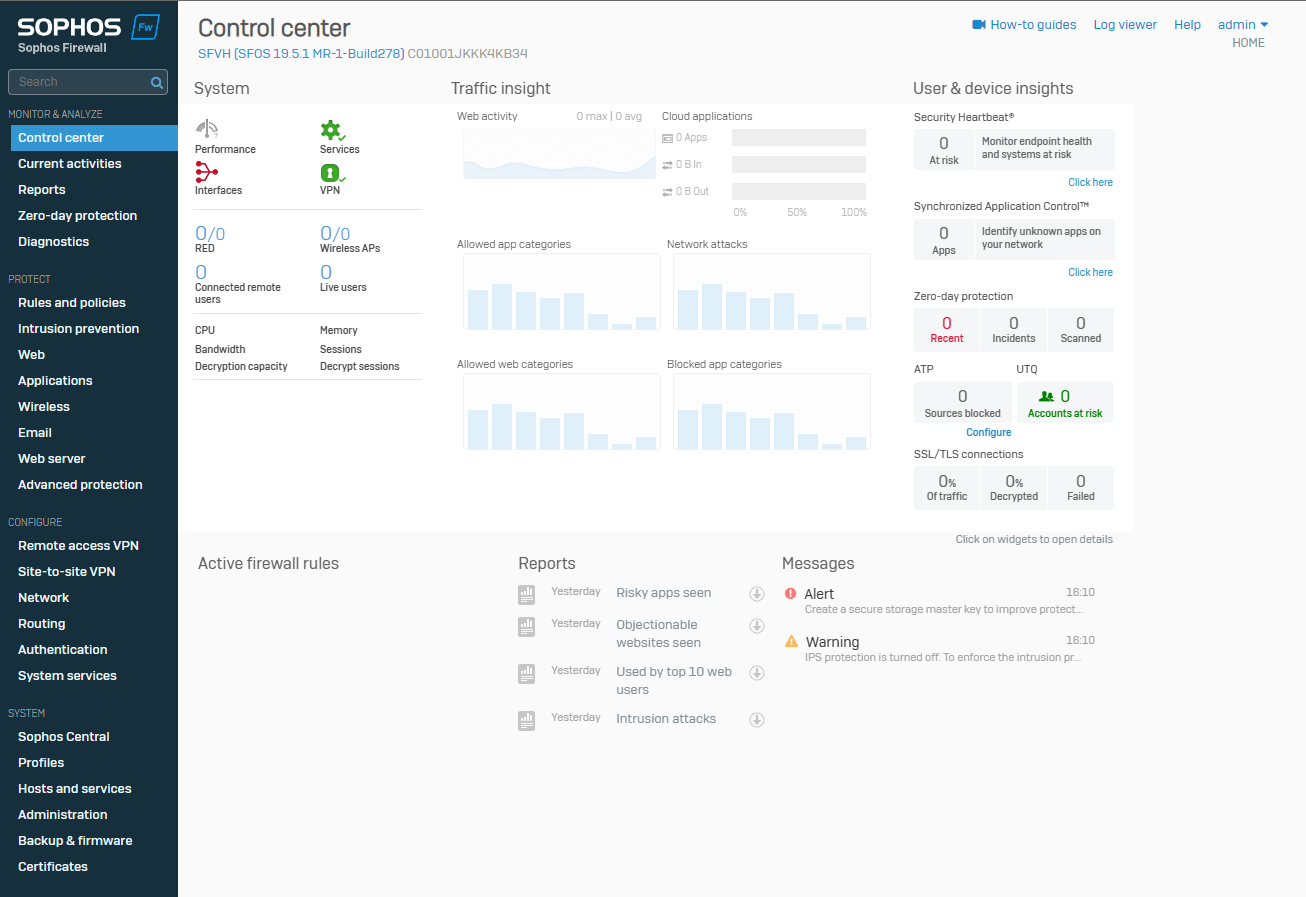 SOPHOS Fw
Sophos Firewall
Search
MONITOR & ANALYZE
Control center
Current activities
Reports
Zero-day protection
Diagnostics
PROTECT
Rules and policies
Intrusion prevention
Web
Applications
Wireless
Email
Web server
Advanced protection
CONFIGURE
Remote access VPN
Site-to-site VPN
Network
Routing
Authentication
System services
SYSTEM
Sophos Central
Profiles
Hosts and services
Administration
Backup & firmware
Certificates
Control center
SFVH (SFOS 19.5.1 MR-1-Build278) C01001JKKK4KB34
How-to guides Log viewer Help admin
HOME
System
Performance Services
Interfaces VPN
0/0 0/0
RED Wireless APs
0 0
Connected remote users Live users
CPU Memory
Bandwidth Sessions
Decryption capacity Decrypt sessions
Traffic insight
Web activity 0 max | 0 avg
Cloud applications
0 Apps
0 B In
0 B Out
0% 50% 100%
Allowed app categories Network attacks
Allowed web categories Blocked app categories
User & device insights
Security Heartbeat®
0
At risk
Monitor endpoint health
and systems at risk
Click here
Synchronized Application Control™
0
Apps
Identify unknown apps on
your network
Click here
Zero-day protection
0 0 0
Recent Incidents Scanned
ATP UTQ
0 0
Sources blocked Accounts at risk
Configure
SSL/TLS connections
0% 0% 0
Of traffic Decrypted Failed
Click on widgets to open details
Active firewall rules
Reports
Yesterday Risky apps seen
Yesterday Objectionable
websites seen
Yesterday Used by top 10 web
users
Yesterday Intrusion attacks
Messages
Alert 16:10
Create a secure storage master key to improve protect...
Warning 16:10
IPS protection is turned off. To enforce the intrusion pr...